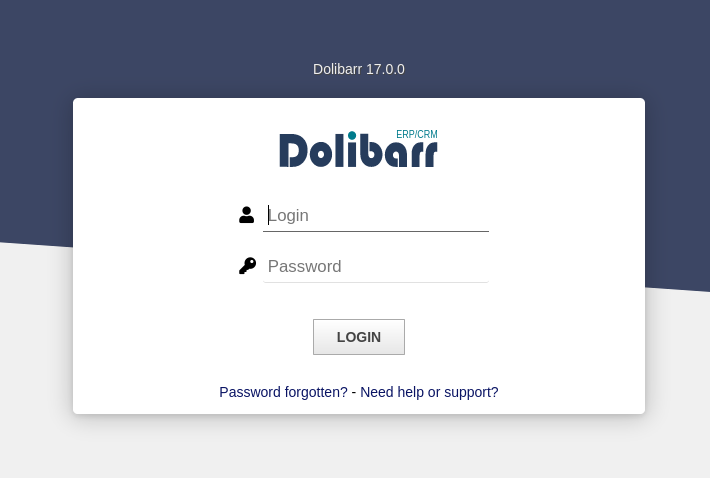 Dolibarr 17.0.0
Dolibarr ERP/CRM
Login
Password
LOGIN
Password forgotten? - Need help or support?